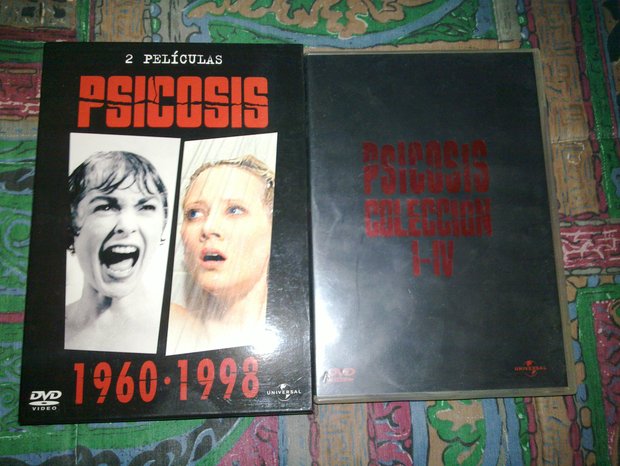 2 PELÍCULAS
PSICOSIS
1960·1998
DVD
VIDEO
UNIVERSAL
PSICOSIS
COLECCION
I-IV
DVD
UNIVERSAL